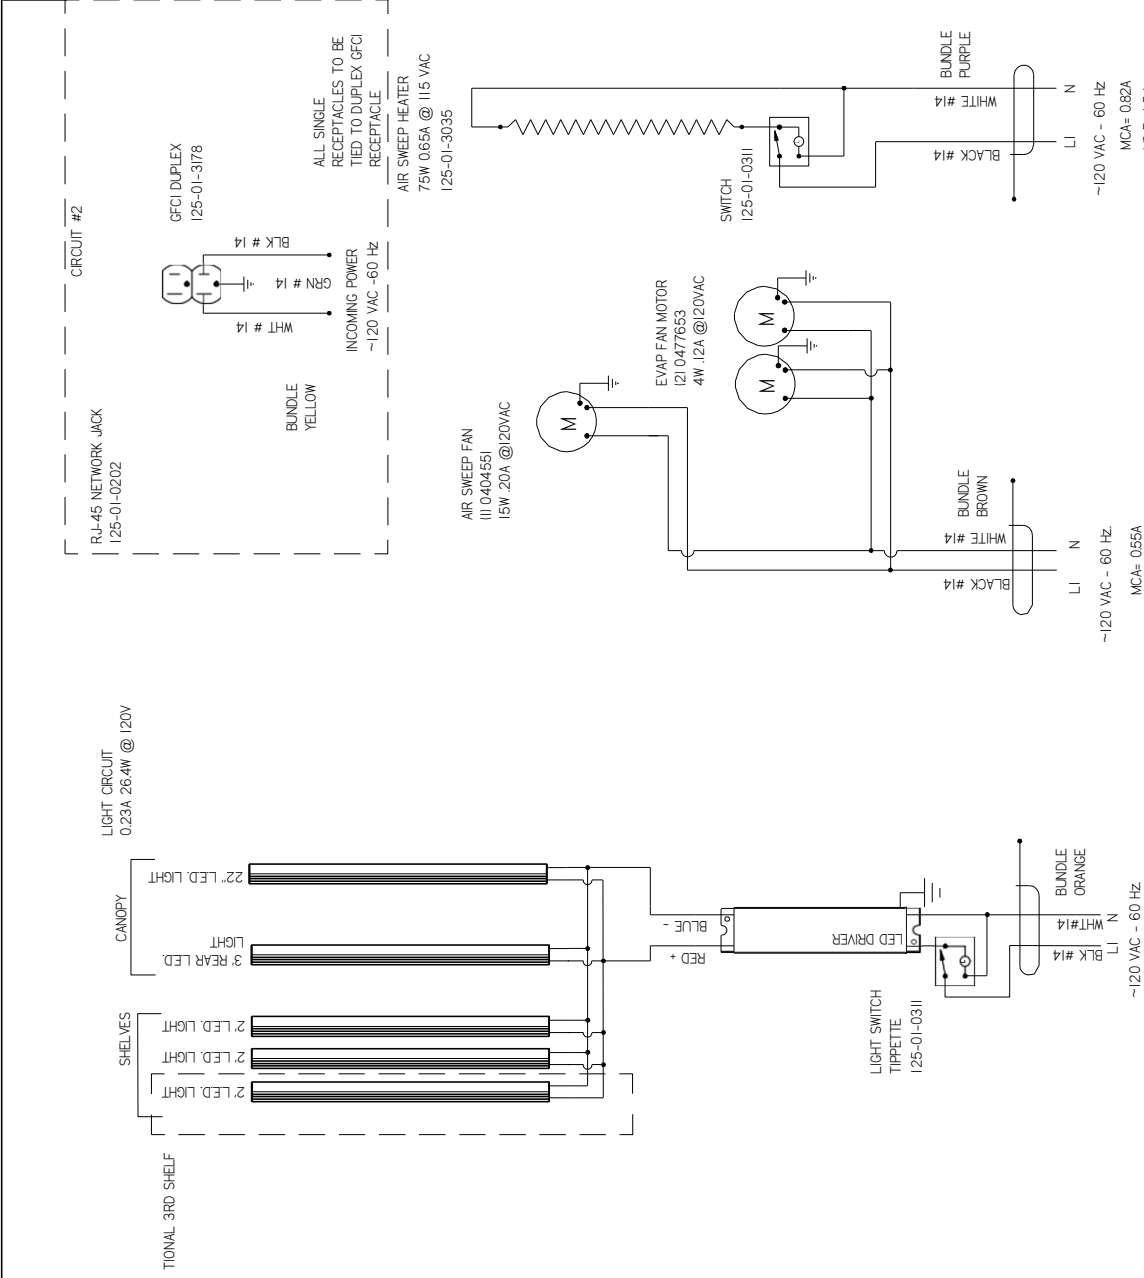 CIRCUIT #2
RJ-45 NETWORK JACK
125-01-0202
GFCI DUPLEX
125-01-3178
WHT # 14
GRN # 14
BLK # 14
INCOMING POWER
~120 VAC -60 Hz
BUNDLE
YELLOW
ALL SINGLE
RECEPTACLES TO BE
TIED TO DUPLEX GFCI
RECEPTACLE
AIR SWEEP HEATER
75W 0.65A @ 115 VAC
125-01-3035
SWITCH
125-01-0311
BUNDLE
PURPLE
WHITE #14
BLACK #14
N
L1
~120 VAC - 60 Hz
MCA= 0.82A
AIR SWEEP FAN
(1) 0404551
15W .20A @120VAC
M
EVAP FAN MOTOR
(2) 0477653
4W .12A @120VAC
M
M
BUNDLE
BROWN
WHITE #14
BLACK #14
N
L1
~120 VAC - 60 Hz.
MCA= 0.55A
LIGHT CIRCUIT
0.23A 26.4W @ 120V
CANOPY
22" L.E.D. LIGHT
3' REAR LED.
LIGHT
SHELVES
2' L.E.D. LIGHT
2' L.E.D. LIGHT
2' L.E.D. LIGHT
TIONAL 3RD SHELF
BLUE -
RED +
LED DRIVER
LIGHT SWITCH
TIPPETTE
125-01-0311
BUNDLE
ORANGE
WHT#14
BLK #14
N
L1
~120 VAC - 60 Hz